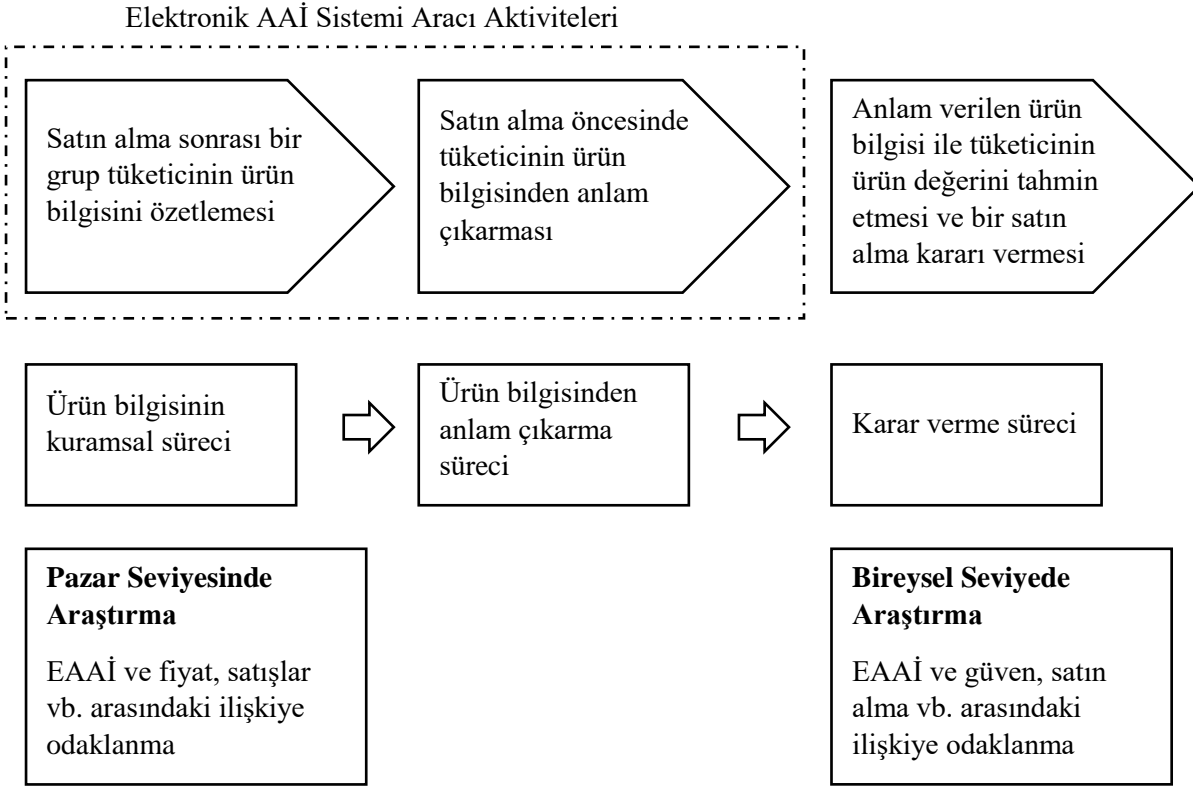 Elektronik AAİ Sistemi Aracı Aktiviteleri
Satın alma sonrası bir
grup tüketicinin ürün
bilgisini özetlemesi
Satın alma öncesinde
tüketicinin ürün
bilgisinden anlam
çıkarması
Anlam verilen ürün
bilgisi ile tüketicinin
ürün değerini tahmin
etmesi ve bir satın
alma kararı vermesi
Ürün bilgisinin
kuramsal süreci
Ürün bilgisinden
anlam çıkarma
süreci
Karar verme süreci
Pazar Seviyesinde
Araştırma
EAAİ ve fiyat, satışlar
vb. arasındaki ilişkiye
odaklanma
Bireysel Seviyede
Araştırma
EAAİ ve güven, satın
alma vb. arasındaki
ilişkiye odaklanma